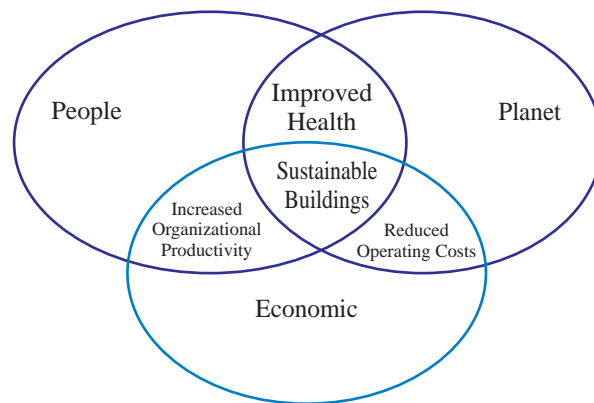 People
Improved
Health
Planet
Sustainable
Buildings
Increased
Organizational
Productivity
Reduced
Operating Costs
Economic